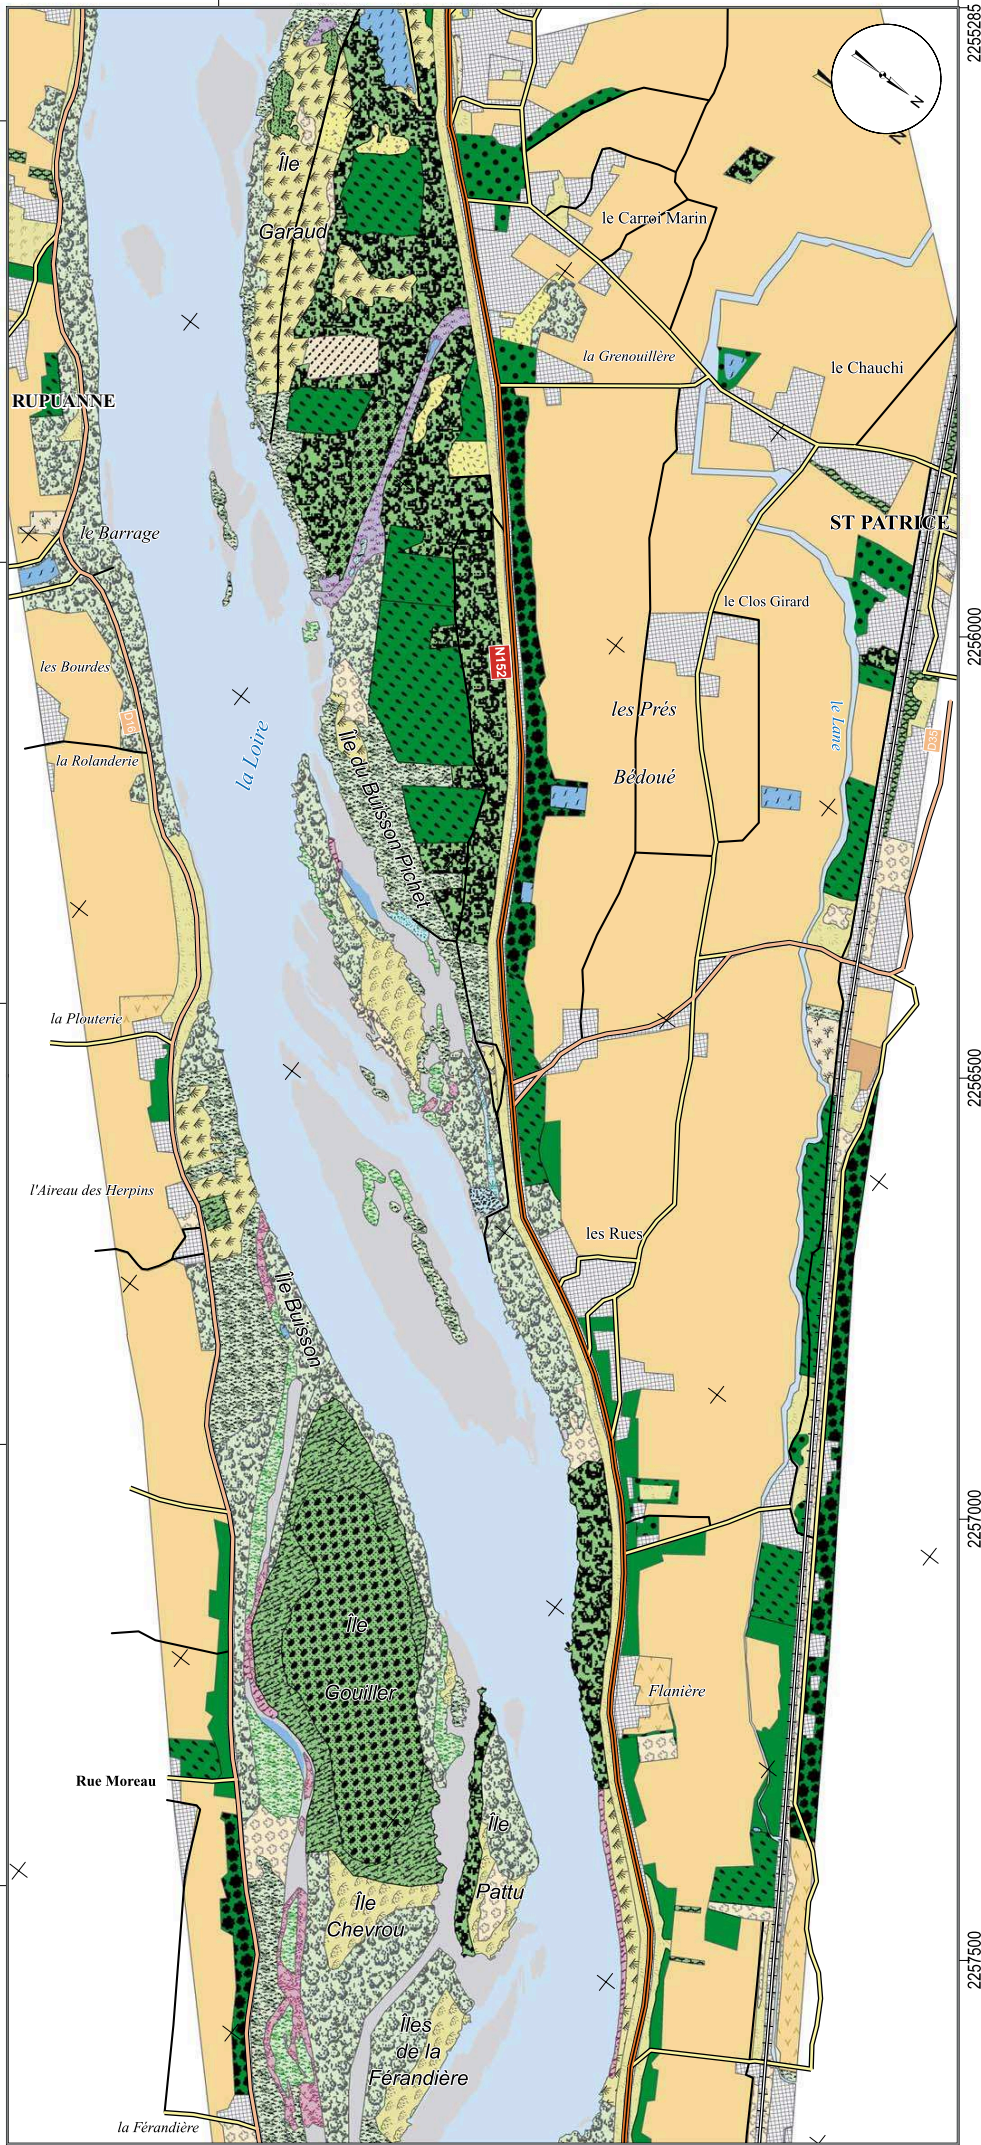 2255285
N
N
Île
Garaud
le Carroi Marin
la Grenouillère
le Chauchi
RUPUANNE
ST PATRICE
le Barrage
le Clos Girard
2256000
N152
les Bourdes
les Prés
Bédoué
le Lane
D16
D35
la Rolanderie
la Loire
Île du Buisson Pichet
la Plouterie
2256500
l'Aireau des Herpins
les Rues
Île Buisson
2257000
Île
Gouiller
Flanière
Rue Moreau
Île
Pattu
Île
Chevrou
2257500
Îles
de la
Férandière
la Férandière